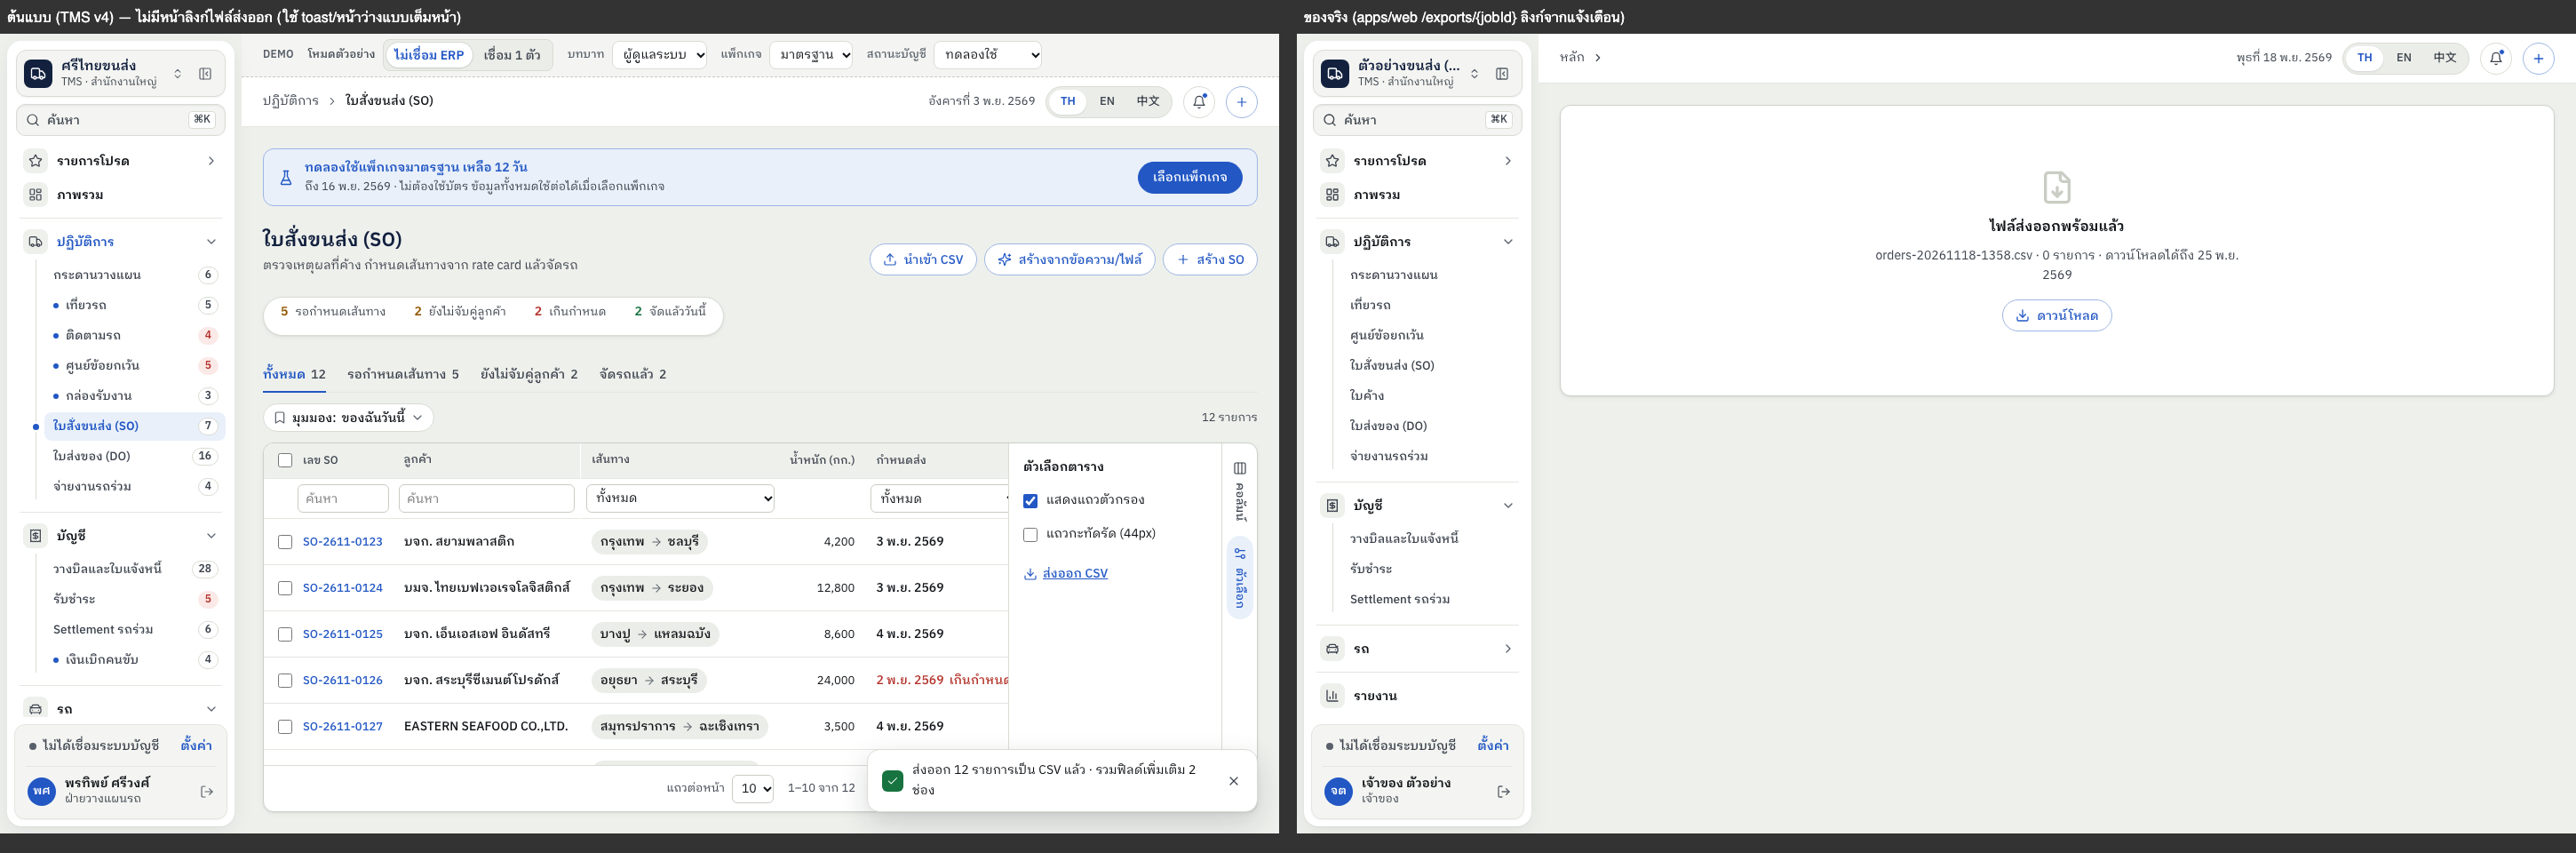 ต้นแบบ (TMS v4) — ไม่มีหน้าลิงก์ไฟล์ส่งออก (ใช้ toast/หน้าว่างแบบเต็มหน้า)
ศรีไทยขนส่ง
TMS · สำนักงานใหญ่
ค้นหา ⌘K
รายการโปรด
ภาพรวม
ปฏิบัติการ
กระดานวางแผน 6
เที่ยวรถ 5
ติดตามรถ 4
ศูนย์ข้อยกเว้น 5
กล่องรับงาน 3
ใบสั่งขนส่ง (SO) 7
ใบส่งของ (DO) 16
จ่ายงานรถร่วม 4
บัญชี
วางบิลและใบแจ้งหนี้ 28
รับชำระ 5
Settlement รถร่วม 6
เงินเบิกคนขับ 4
รถ
ไม่ได้เชื่อมระบบบัญชี ตั้งค่า
พศ พรทิพย์ ศรีวงศ์
ฝ่ายวางแผนรถ
DEMO โหมดตัวอย่าง ไม่เชื่อม ERP เชื่อม 1 ตัว บทบาท ผู้ดูแลระบบ แพ็กเกจ มาตรฐาน สถานะบัญชี ทดลองใช้
ปฏิบัติการ > ใบสั่งขนส่ง (SO) อังคารที่ 3 พ.ย. 2569 TH EN 中文
ทดลองใช้แพ็กเกจมาตรฐาน เหลือ 12 วัน
ถึง 16 พ.ย. 2569 · ไม่ต้องใช้บัตร ข้อมูลทั้งหมดใช้ต่อได้เมื่อเลือกแพ็กเกจ
เลือกแพ็กเกจ
ใบสั่งขนส่ง (SO)
ตรวจเหตุผลที่ค้าง กำหนดเส้นทางจาก rate card แล้วจัดรถ
นำเข้า CSV สร้างจากข้อความ/ไฟล์ สร้าง SO
5 รอกำหนดเส้นทาง 2 ยังไม่จับคู่ลูกค้า 2 เกินกำหนด 2 จัดแล้ววันนี้
ทั้งหมด 12 รอกำหนดเส้นทาง 5 ยังไม่จับคู่ลูกค้า 2 จัดรถแล้ว 2
มุมมอง: ของฉันวันนี้ 12 รายการ
เลข SO ลูกค้า เส้นทาง น้ำหนัก (กก.) กำหนดส่ง
ค้นหา ค้นหา ทั้งหมด ทั้งหมด
SO-2611-0123 บจก. สยามพลาสติก กรุงเทพ → ชลบุรี 4,200 3 พ.ย. 2569
SO-2611-0124 บมจ. ไทยเบฟเวอเรจโลจิสติกส์ กรุงเทพ → ระยอง 12,800 3 พ.ย. 2569
SO-2611-0125 บจก. เอ็นเอสเอฟ อินดัสทรี บางปู → แหลมฉบัง 8,600 4 พ.ย. 2569
SO-2611-0126 บจก. สระบุรีซีเมนต์โปรดักส์ อยุธยา → สระบุรี 24,000 2 พ.ย. 2569 เกินกำหนด
SO-2611-0127 EASTERN SEAFOOD CO.,LTD. สมุทรปราการ → ฉะเชิงเทรา 3,500 4 พ.ย. 2569
ตัวเลือกตาราง
แสดงแถวตัวกรอง
แถวกะทัดรัด (44px)
ส่งออก CSV
คอลัมน์
ตัวเลือก
แถวต่อหน้า 10 1–10 จาก 12
ส่งออก 12 รายการเป็น CSV แล้ว · รวมฟิลด์เพิ่มเติม 2
ช่อง
ของจริง (apps/web /exports/{jobId} ลิงก์จากแจ้งเตือน)
ตัวอย่างขนส่ง (...
TMS · สำนักงานใหญ่
ค้นหา ⌘K
รายการโปรด
ภาพรวม
ปฏิบัติการ
กระดานวางแผน
เที่ยวรถ
ศูนย์ข้อยกเว้น
ใบสั่งขนส่ง (SO)
ใบค้าง
ใบส่งของ (DO)
จ่ายงานรถร่วม
บัญชี
วางบิลและใบแจ้งหนี้
รับชำระ
Settlement รถร่วม
รถ
รายงาน
ไม่ได้เชื่อมระบบบัญชี ตั้งค่า
จต เจ้าของ ตัวอย่าง
เจ้าของ
หลัก > พุธที่ 18 พ.ย. 2569 TH EN 中文
ไฟล์ส่งออกพร้อมแล้ว
orders-20261118-1358.csv · 0 รายการ · ดาวน์โหลดได้ถึง 25 พ.ย.
2569
ดาวน์โหลด